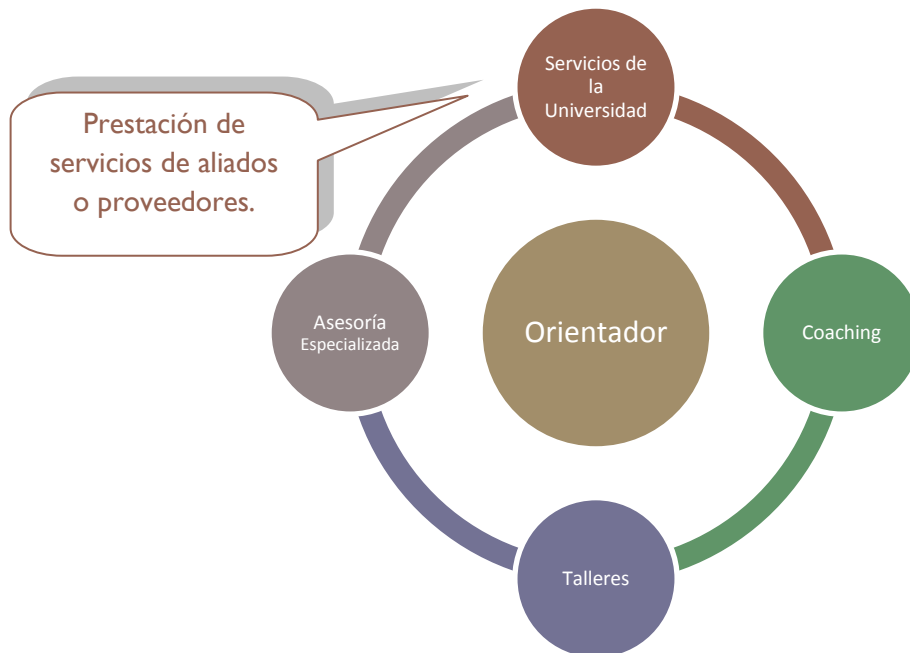 Servicios de
la
Universidad
Prestación de
servicios de aliados
o proveedores.
Asesoría
Especializada
Orientador
Coaching
Talleres